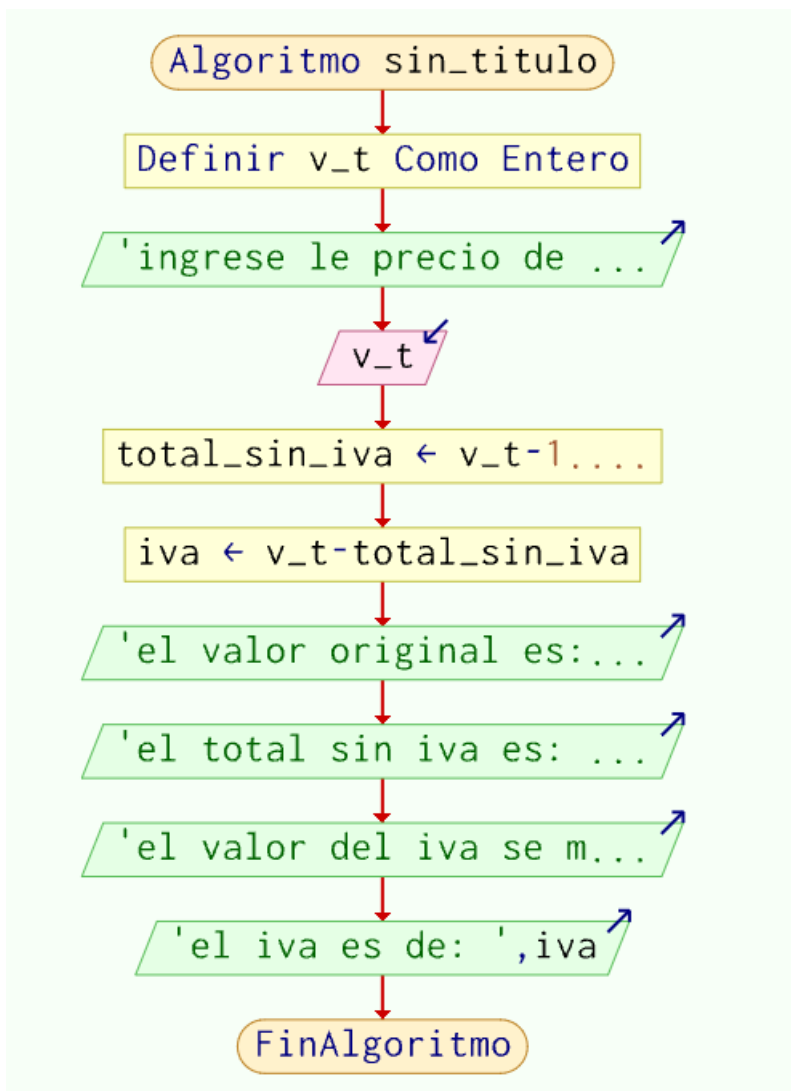 Algoritmo sin_titulo
Definir v_t Como Entero
'ingrese le precio de ...
v_t
total_sin_iva ← v_t-1....
iva ← v_t-total_sin_iva
'el valor original es:...
'el total sin iva es: ...
'el valor del iva se m...
'el iva es de: ',iva
FinAlgoritmo